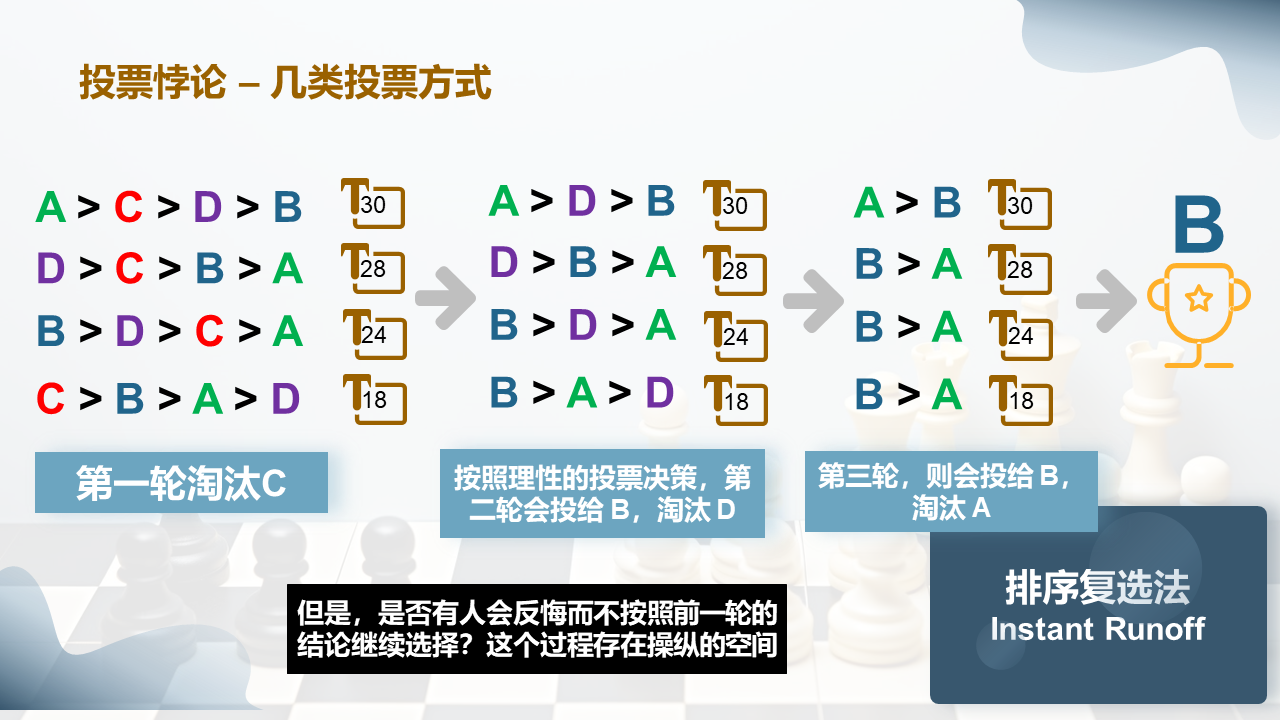 投票悖论 – 几类投票方式
A > C > D > B
T 30
D > C > B > A
T 28
B > D > C > A
T 24
C > B > A > D
T 18
第一轮淘汰C
A > D > B
T 30
D > B > A
T 28
B > D > A
T 24
B > A > D
T 18
按照理性的投票决策，第
二轮会投给 B，淘汰 D
A > B
T 30
B > A
T 28
B > A
T 24
B > A
T 18
第三轮，则会投给 B，
淘汰 A
B
但是，是否有人会反悔而不按照前一轮的
结论继续选择？这个过程存在操纵的空间
排序复选法
Instant Runoff